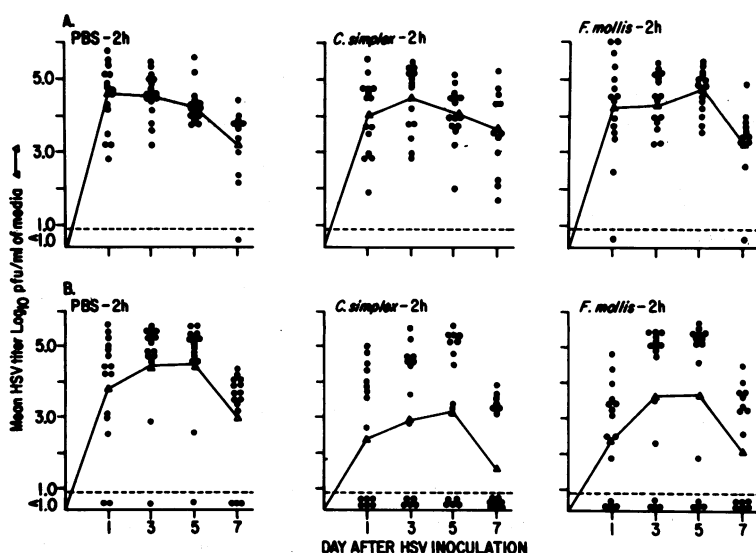 A.
PBS-2h
C. simplex-2h
F. mollis-2h
5.0
3.0
1.0
<1.0
B.
PBS-2h
C. simplex-2h
F. mollis-2h
5.0
3.0
1.0
<1.0
Mean HSV titer Log10 pfu/ml of media
1 3 5 7
1 3 5 7
1 3 5 7
DAY AFTER HSV INOCULATION